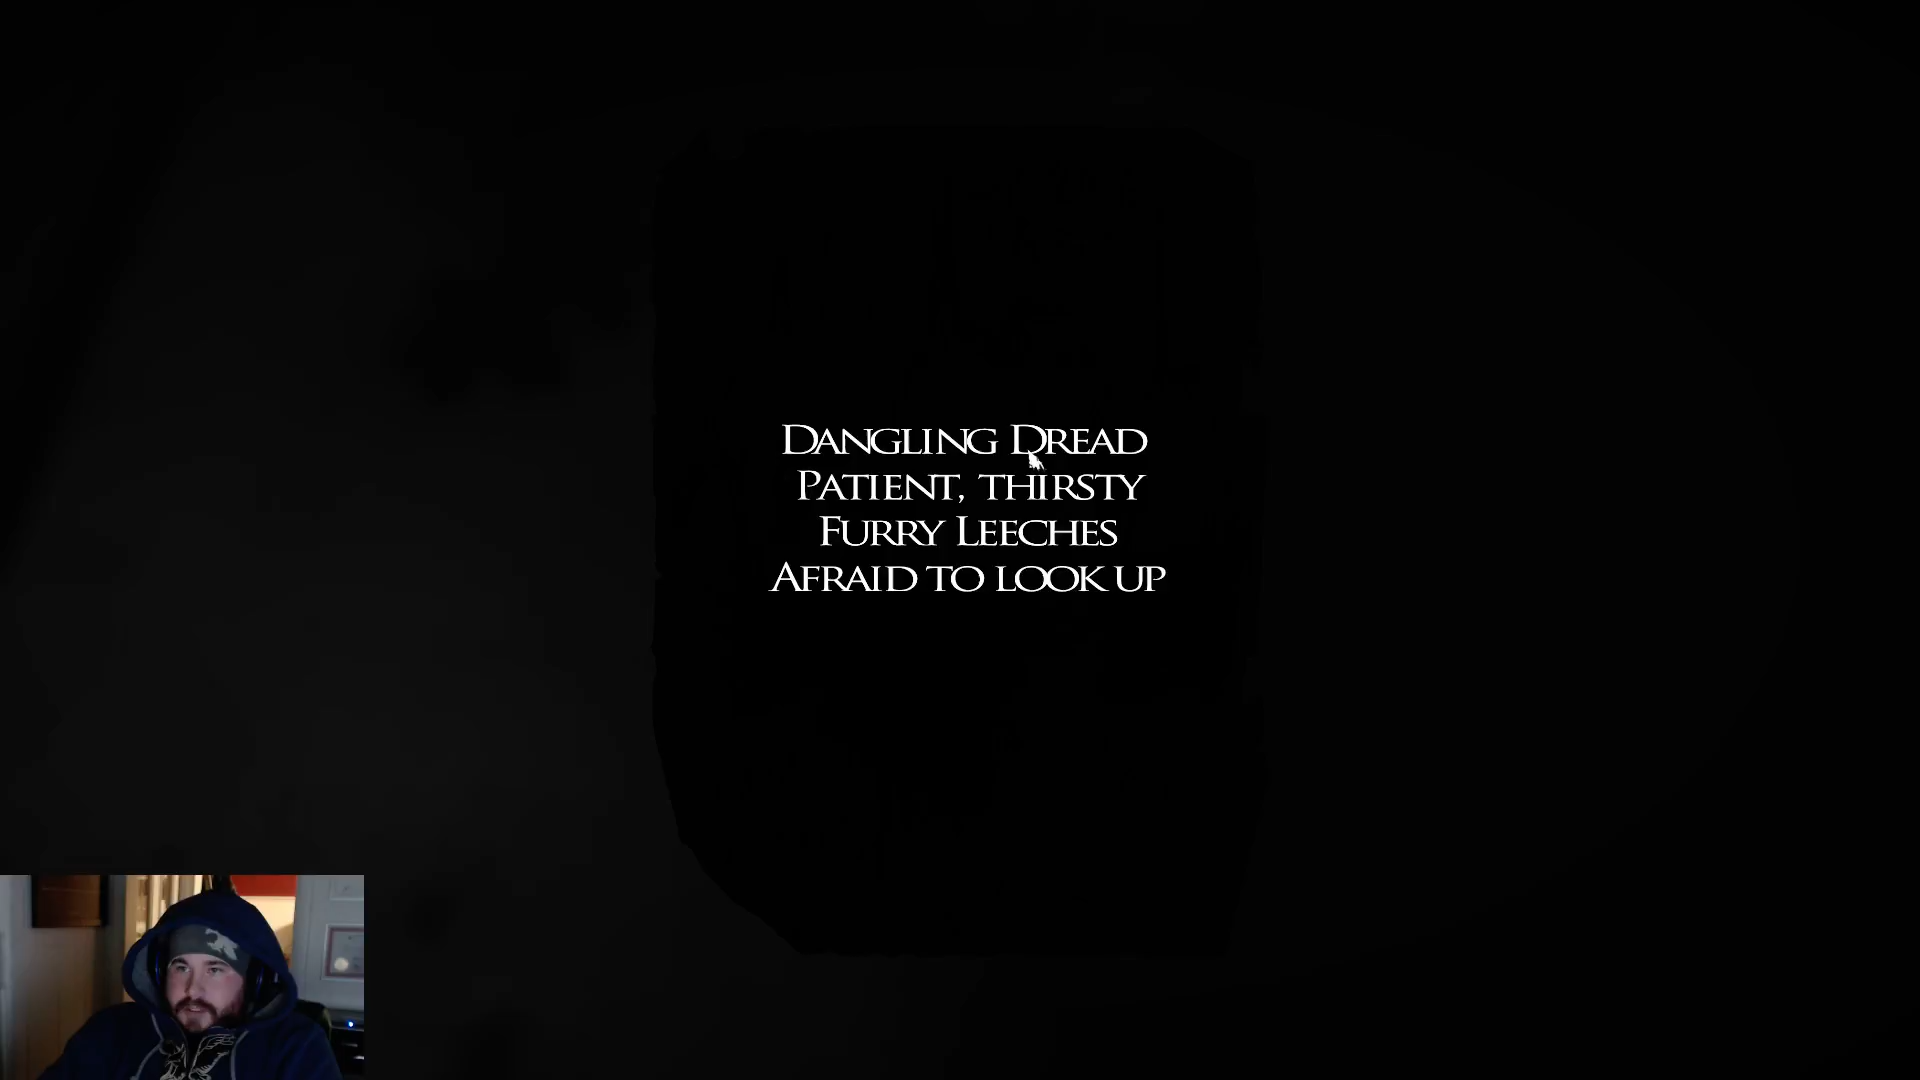 Dangling Dread
Patient, thirsty
Furry Leeches
Afraid to look up